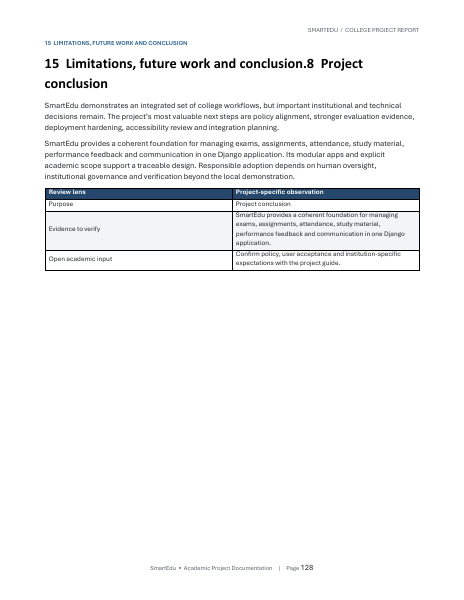 SMARTEDU / COLLEGE PROJECT REPORT
15 LIMITATIONS, FUTURE WORK AND CONCLUSION
15 Limitations, future work and conclusion.8 Project
conclusion
SmartEdu demonstrates an integrated set of college workflows, but important institutional and technical
decisions remain. The project's most valuable next steps are policy alignment, stronger evaluation evidence,
deployment hardening, accessibility review and integration planning.
SmartEdu provides a coherent foundation for managing exams, assignments, attendance, study material,
performance feedback and communication in one Django application. Its modular apps and explicit
academic scope support a traceable design. Responsible adoption depends on human oversight,
institutional governance and verification beyond the local demonstration.
Review lens Project-specific observation
Purpose Project conclusion
Evidence to verify
SmartEdu provides a coherent foundation for managing
exams, assignments, attendance, study material,
performance feedback and communication in one Django
application.
Open academic input
Confirm policy, user acceptance and institution-specific
expectations with the project guide.
SmartEdu • Academic Project Documentation | Page 128